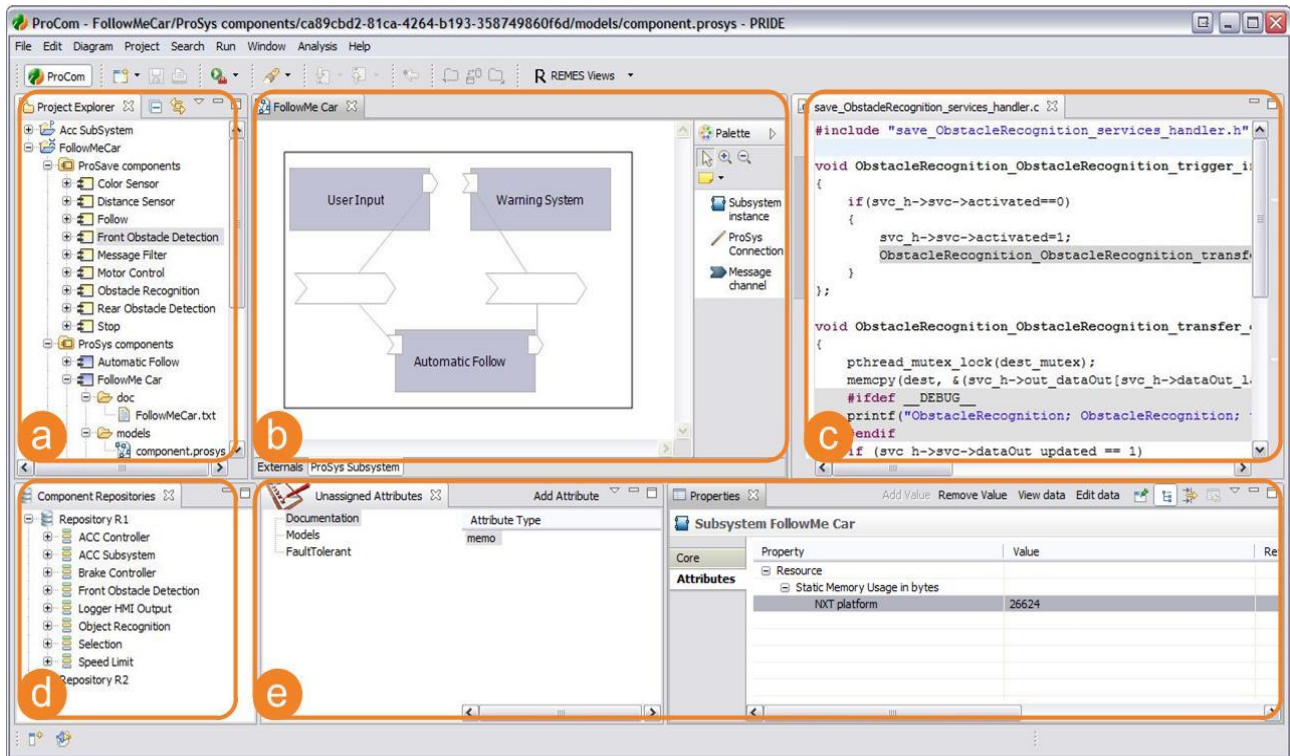 ProCom - FollowMeCar/ProSys components/ca89cbd2-81ca-4264-b193-358749860f6d/models/component.prosys - PRIDE
File Edit Diagram Project Search Run Window Analysis Help
ProCom
R REMES Views
Project Explorer
Acc SubSystem
FollowMeCar
ProSave components
Color Sensor
Distance Sensor
Follow
Front Obstacle Detection
Message Filter
Motor Control
Obstacle Recognition
Rear Obstacle Detection
Stop
ProSys components
Automatic Follow
FollowMe Car
doc
FollowMeCar.txt
models
component.prosys
a
FollowMe Car
User Input
Warning System
Automatic Follow
Palette
Subsystem
instance
ProSys
Connection
Message
channel
b
Externals ProSys Subsystem
save_ObstacleRecognition_services_handler.c
#include "save_ObstacleRecognition_services_handler.h"
void ObstacleRecognition_ObstacleRecognition_trigger_i
{
if(svc_h->svc->activated==0)
{
svc_h->svc->activated=1;
ObstacleRecognition_ObstacleRecognition_transf
}
};
void ObstacleRecognition_ObstacleRecognition_transfer_
{
pthread_mutex_lock(dest_mutex);
memcpy(dest, &(svc_h->out_dataOut[svc_h->dataOut_l
#ifdef __DEBUG__
printf("ObstacleRecognition; ObstacleRecognition;
endif
if (svc_h->svc->dataOut_updated == 1)
c
Component Repositories
Repository R1
ACC Controller
ACC Subsystem
Brake Controller
Front Obstacle Detection
Logger HMI Output
Object Recognition
Selection
Speed Limit
Repository R2
d
Unassigned Attributes Add Attribute
Documentation
Models
FaultTolerant
Attribute Type
memo
e
Properties Add Value Remove Value View data Edit data
Subsystem FollowMe Car
Core
Attributes
Property Value Re
Resource
Static Memory Usage in bytes
NXT platform 26624